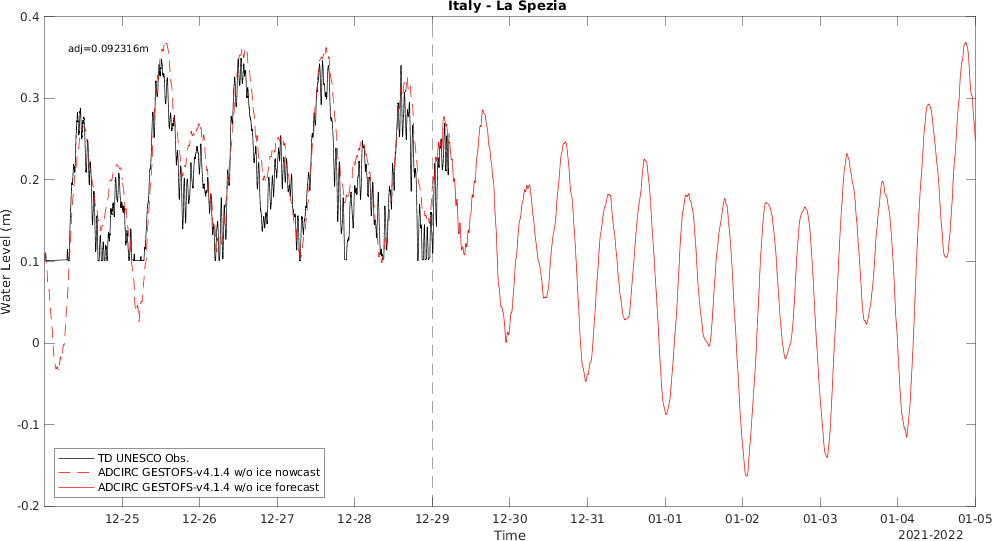 Italy - La Spezia
adj=0.092316m
Water Level (m)
0.4
0.3
0.2
0.1
0
-0.1
-0.2
TD UNESCO Obs.
ADCIRC GESTOFS-v4.1.4 w/o ice nowcast
ADCIRC GESTOFS-v4.1.4 w/o ice forecast
12-25 12-26 12-27 12-28 12-29 12-30 12-31 01-01 01-02 01-03 01-04 01-05
Time
2021-2022